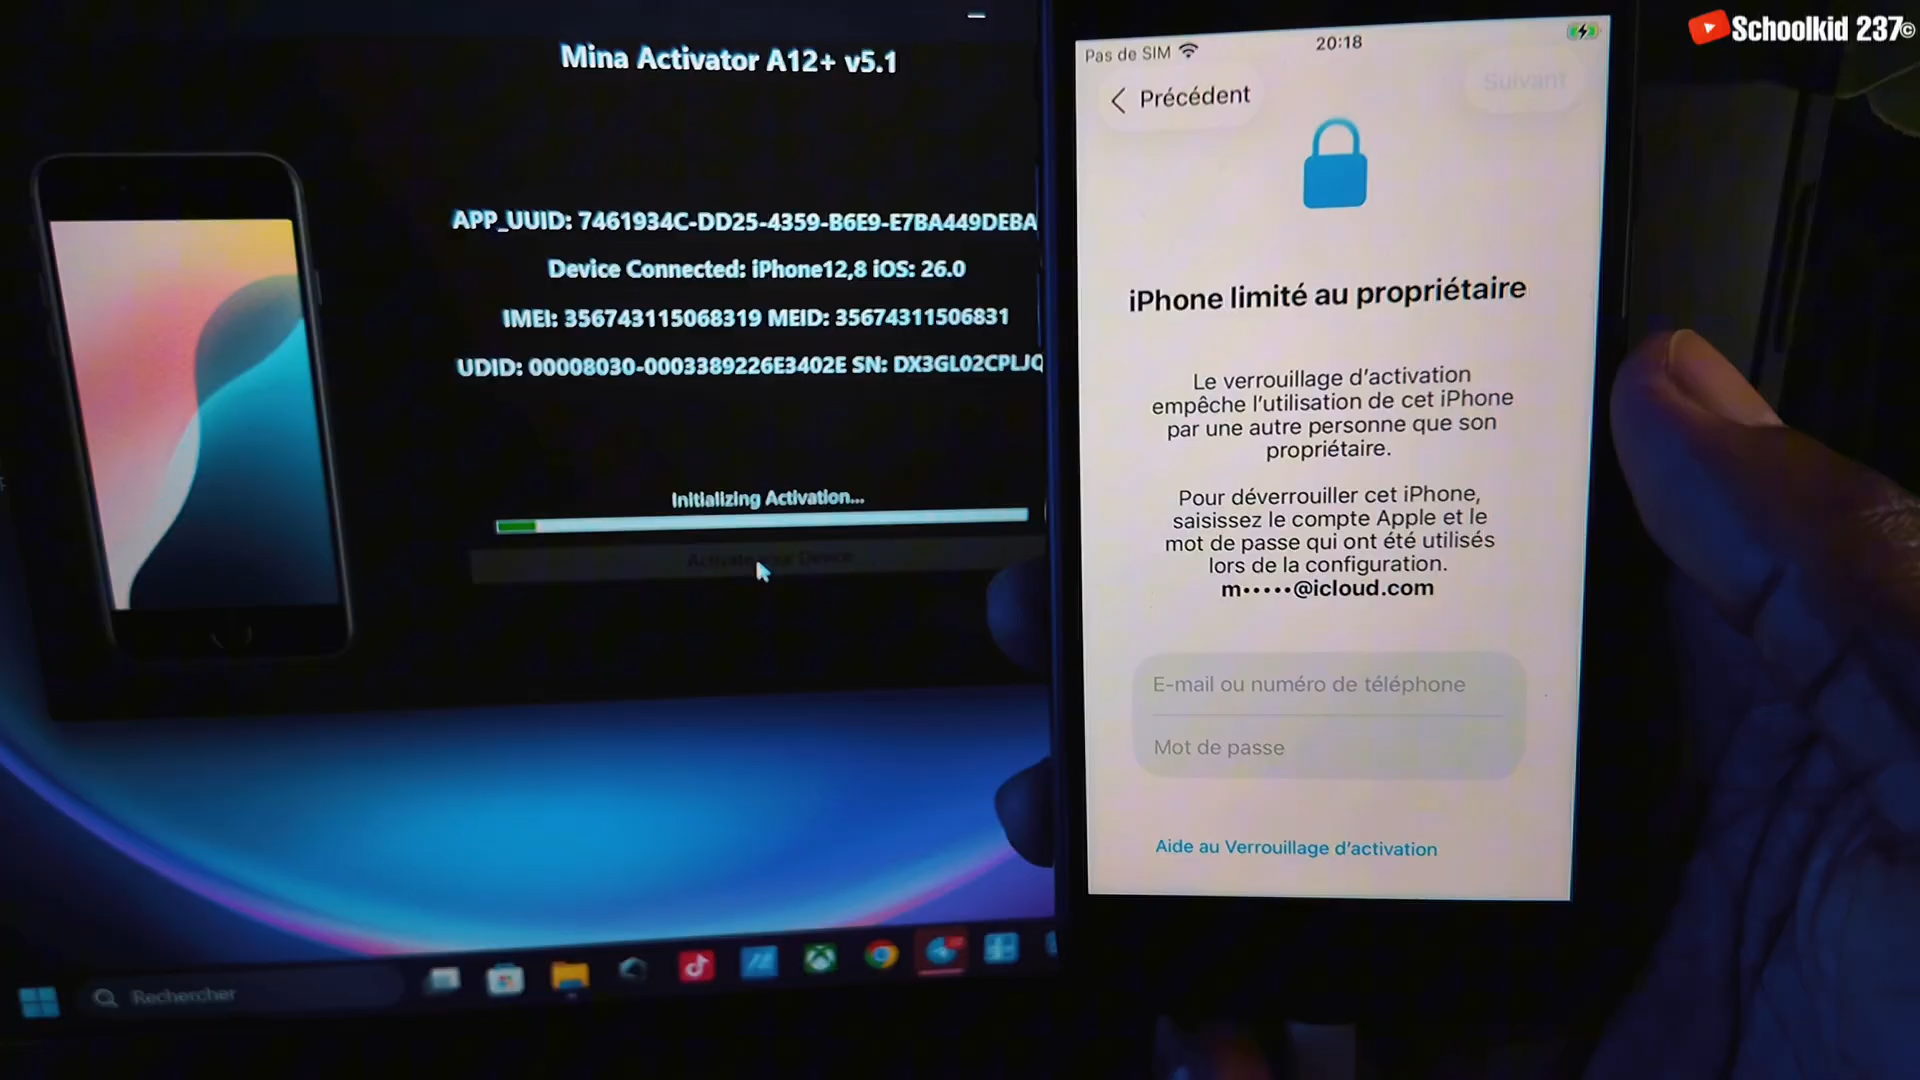 Schoolkid 237©
Mina Activator A12+ v5.1
APP_UUID: 7461934C-DD25-4359-B6E9-E7BA449DEBA
Device Connected: iPhone12,8 iOS: 26.0
IMEI: 356743115068319 MEID: 35674311506831
UDID: 00008030-0003389226E3402E SN: DX3GL02CPLJQ
Initializing Activation...
Activate your Device
Rechercher
Pas de SIM
20:18
Précédent
Suivant
iPhone limité au propriétaire
Le verrouillage d’activation
empêche l’utilisation de cet iPhone
par une autre personne que son
propriétaire.
Pour déverrouiller cet iPhone,
saisissez le compte Apple et le
mot de passe qui ont été utilisés
lors de la configuration.
m•••••@icloud.com
E-mail ou numéro de téléphone
Mot de passe
Aide au Verrouillage d’activation